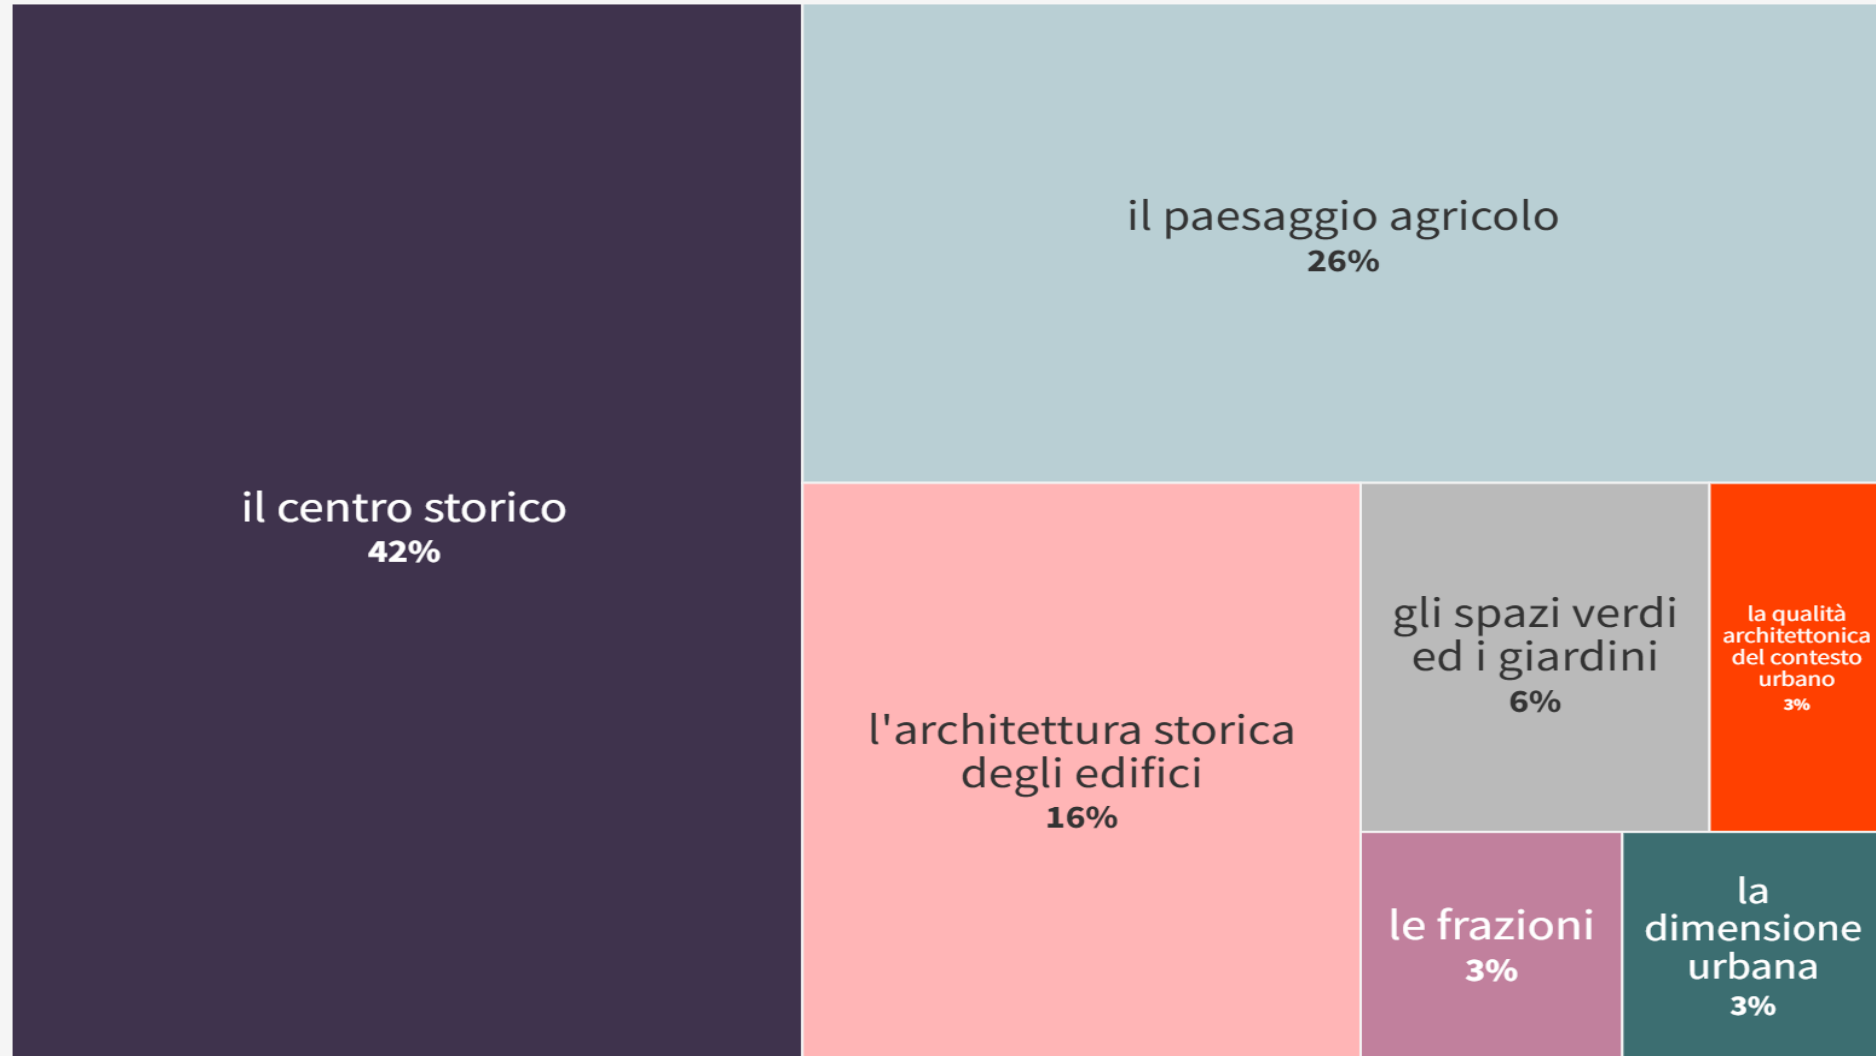 il centro storico
42%
il paesaggio agricolo
26%
l'architettura storica
degli edifici
16%
gli spazi verdi
ed i giardini
6%
la qualità
architettonica
del contesto
urbano
3%
le frazioni
3%
la
dimensione
urbana
3%